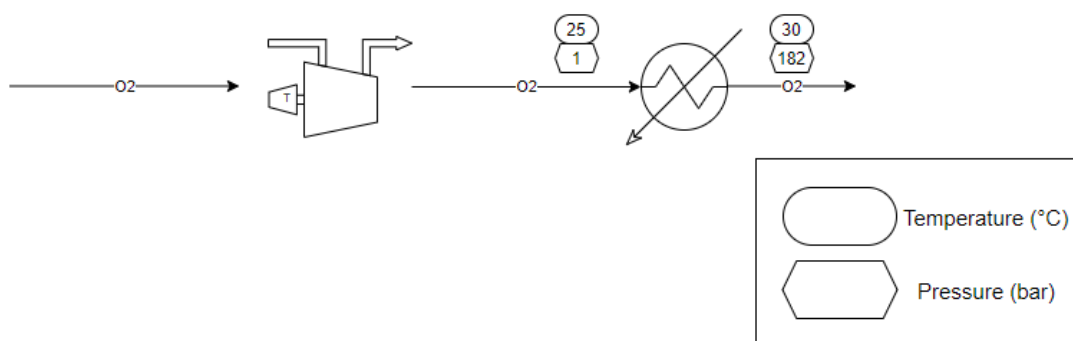 25
30
1
182
O2
O2
O2
T
Temperature (°C)
Pressure (bar)